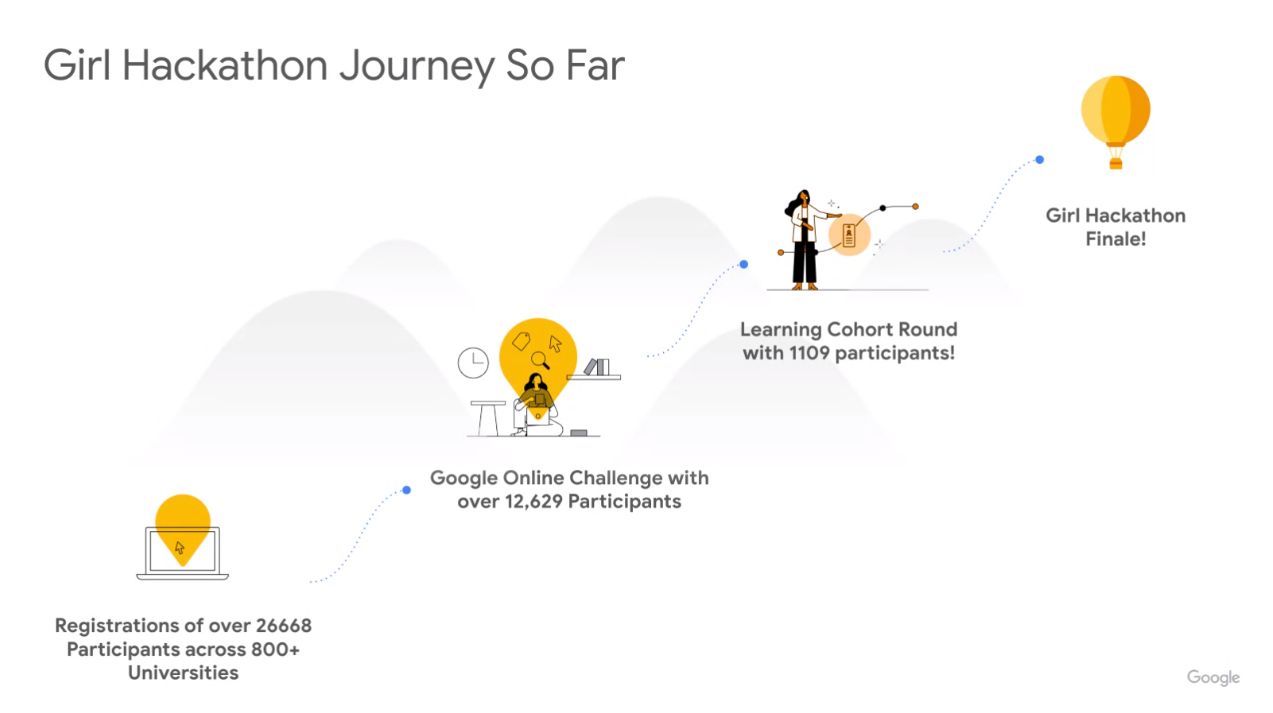 Girl Hackathon Journey So Far
Girl Hackathon
Finale!
Learning Cohort Round
with 1109 participants!
Google Online Challenge with
over 12,629 Participants
Registrations of over 26668
Participants across 800+
Universities
Google